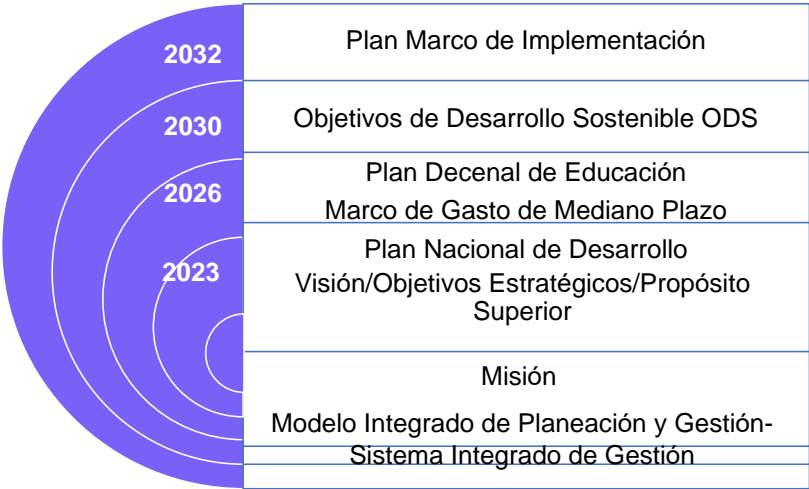 2032
Plan Marco de Implementación
2030
Objetivos de Desarrollo Sostenible ODS
2026
Plan Decenal de Educación
Marco de Gasto de Mediano Plazo
2023
Plan Nacional de Desarrollo
Visión/Objetivos Estratégicos/Propósito
Superior
Misión
Modelo Integrado de Planeación y Gestión-
Sistema Integrado de Gestión